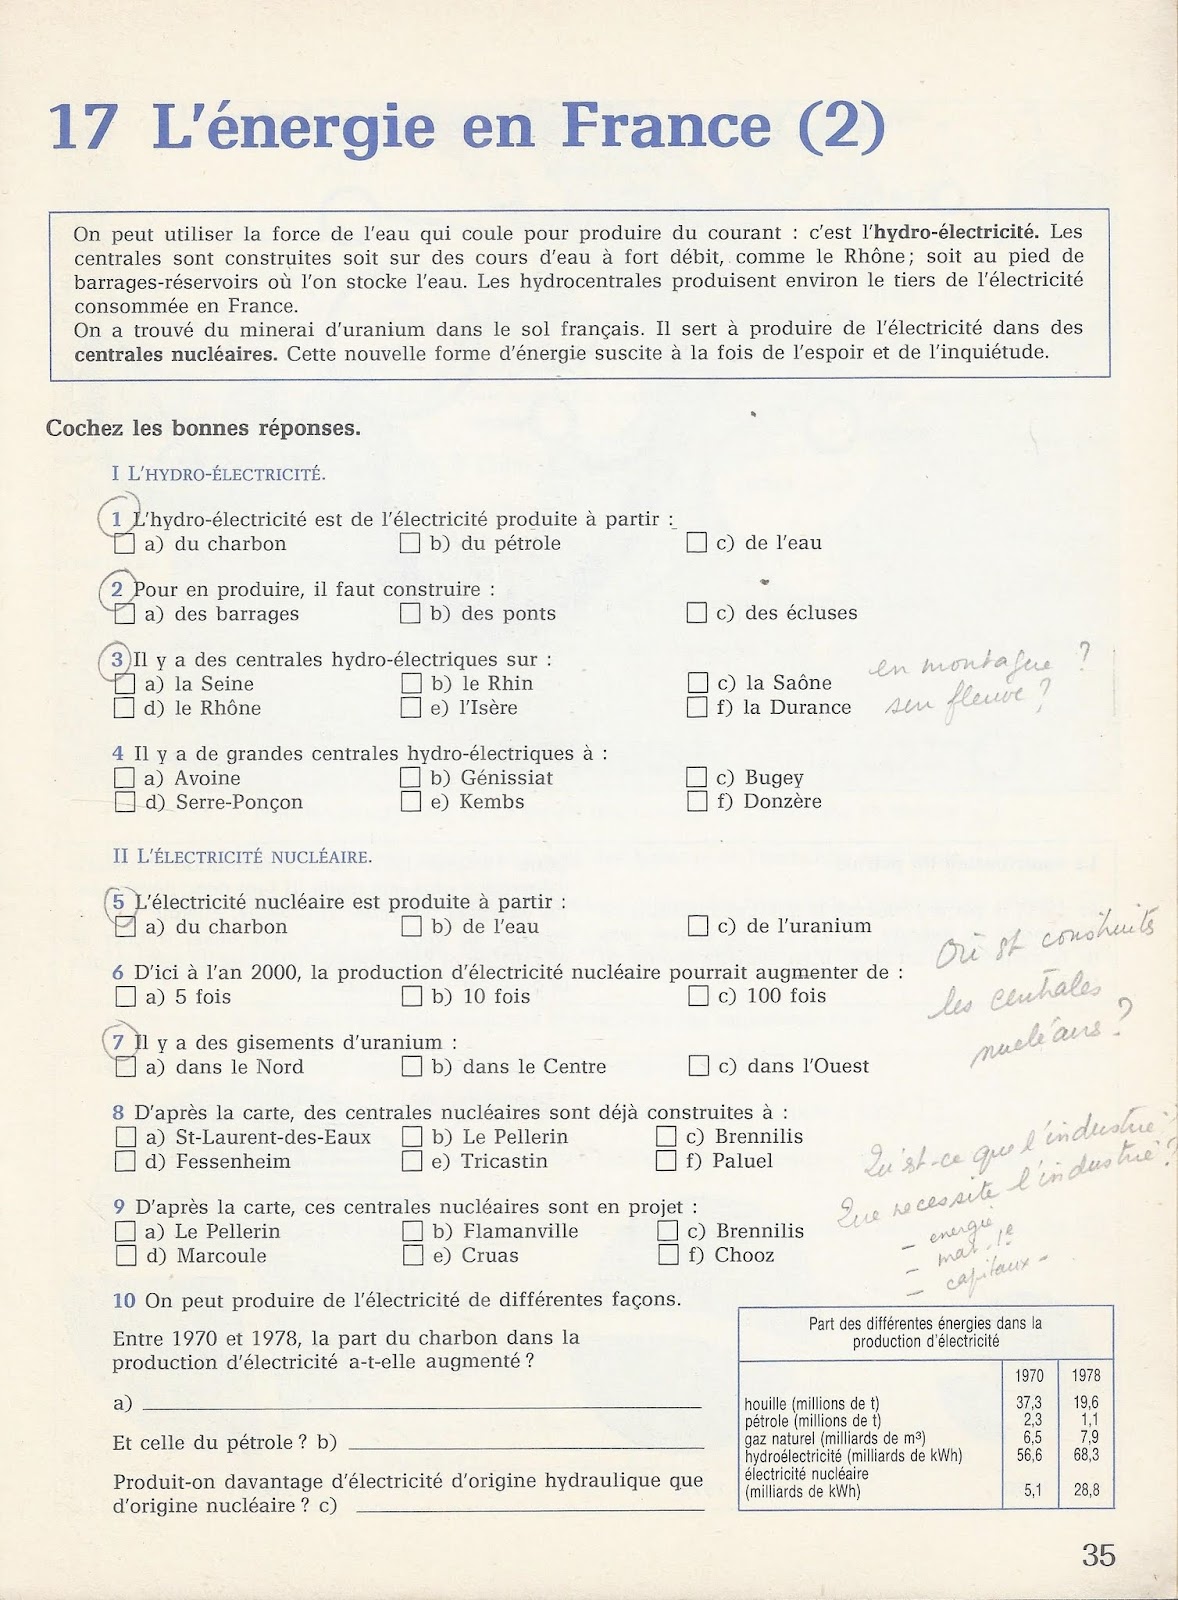 17 L'énergie en France (2)
On peut utiliser la force de l'eau qui coule pour produire du courant : c'est l'hydro-électricité. Les
centrales sont construites soit sur des cours d'eau à fort débit, comme le Rhône; soit au pied de
barrages-réservoirs où l'on stocke l'eau. Les hydrocentrales produisent environ le tiers de l'électricité
consommée en France.
On a trouvé du minerai d'uranium dans le sol français. Il sert à produire de l'électricité dans des
centrales nucléaires. Cette nouvelle forme d'énergie suscite à la fois de l'espoir et de l'inquiétude.
Cochez les bonnes réponses.
I L'HYDRO-ÉLECTRICITÉ.
1 L'hydro-électricité est de l'électricité produite à partir :
a) du charbon b) du pétrole c) de l'eau
2 Pour en produire, il faut construire :
a) des barrages b) des ponts c) des écluses
3 Il y a des centrales hydro-électriques sur :
a) la Seine b) le Rhin c) la Saône
d) le Rhône e) l'Isère f) la Durance
en montagne ?
sur fleuve ?
4 Il y a de grandes centrales hydro-électriques à :
a) Avoine b) Génissiat c) Bugey
d) Serre-Ponçon e) Kembs f) Donzère
II L'ÉLECTRICITÉ NUCLÉAIRE.
5 L'électricité nucléaire est produite à partir :
a) du charbon b) de l'eau c) de l'uranium
6 D'ici à l'an 2000, la production d'électricité nucléaire pourrait augmenter de :
a) 5 fois b) 10 fois c) 100 fois
Où st construits
les centrales
nucléairs ?
7 Il y a des gisements d'uranium :
a) dans le Nord b) dans le Centre c) dans l'Ouest
8 D'après la carte, des centrales nucléaires sont déjà construites à :
a) St-Laurent-des-Eaux b) Le Pellerin c) Brennilis
d) Fessenheim e) Tricastin f) Paluel
Qu'est-ce que l'industrie ?
Que necessite l'industrie ?
- energie
- mat. 1e
- capitaux -
9 D'après la carte, ces centrales nucléaires sont en projet :
a) Le Pellerin b) Flamanville c) Brennilis
d) Marcoule e) Cruas f) Chooz
10 On peut produire de l'électricité de différentes façons.
Entre 1970 et 1978, la part du charbon dans la
production d'électricité a-t-elle augmenté ?
a)
Et celle du pétrole ? b)
Produit-on davantage d'électricité d'origine hydraulique que
d'origine nucléaire ? c)
Part des différentes énergies dans la
production d'électricité
1970 1978
houille (millions de t) 37,3 19,6
pétrole (millions de t) 2,3 1,1
gaz naturel (milliards de m³) 6,5 7,9
hydroélectricité (milliards de kWh) 56,6 68,3
électricité nucléaire
(milliards de kWh) 5,1 28,8
35